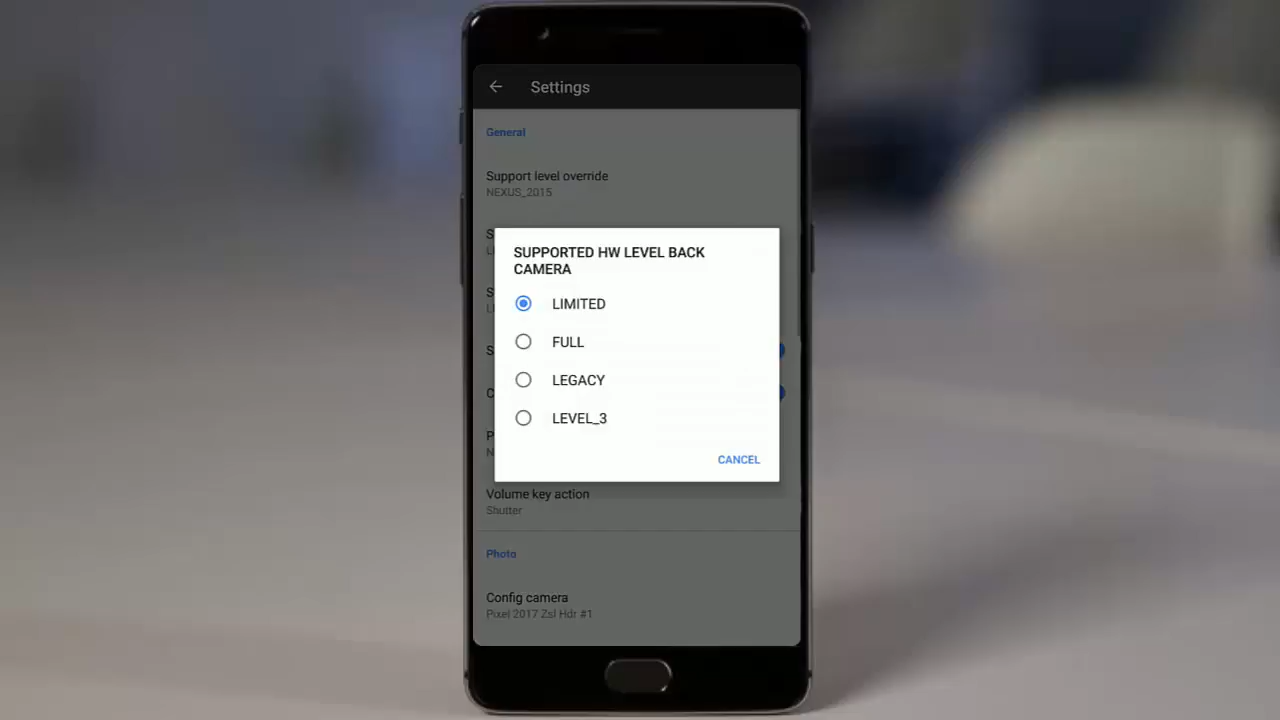 Settings
General
Support level override
NEXUS_2015
SUPPORTED HW LEVEL BACK
CAMERA
LIMITED
FULL
LEGACY
LEVEL_3
CANCEL
Volume key action
Shutter
Photo
Config camera
Pixel 2017 Zsl Hdr #1